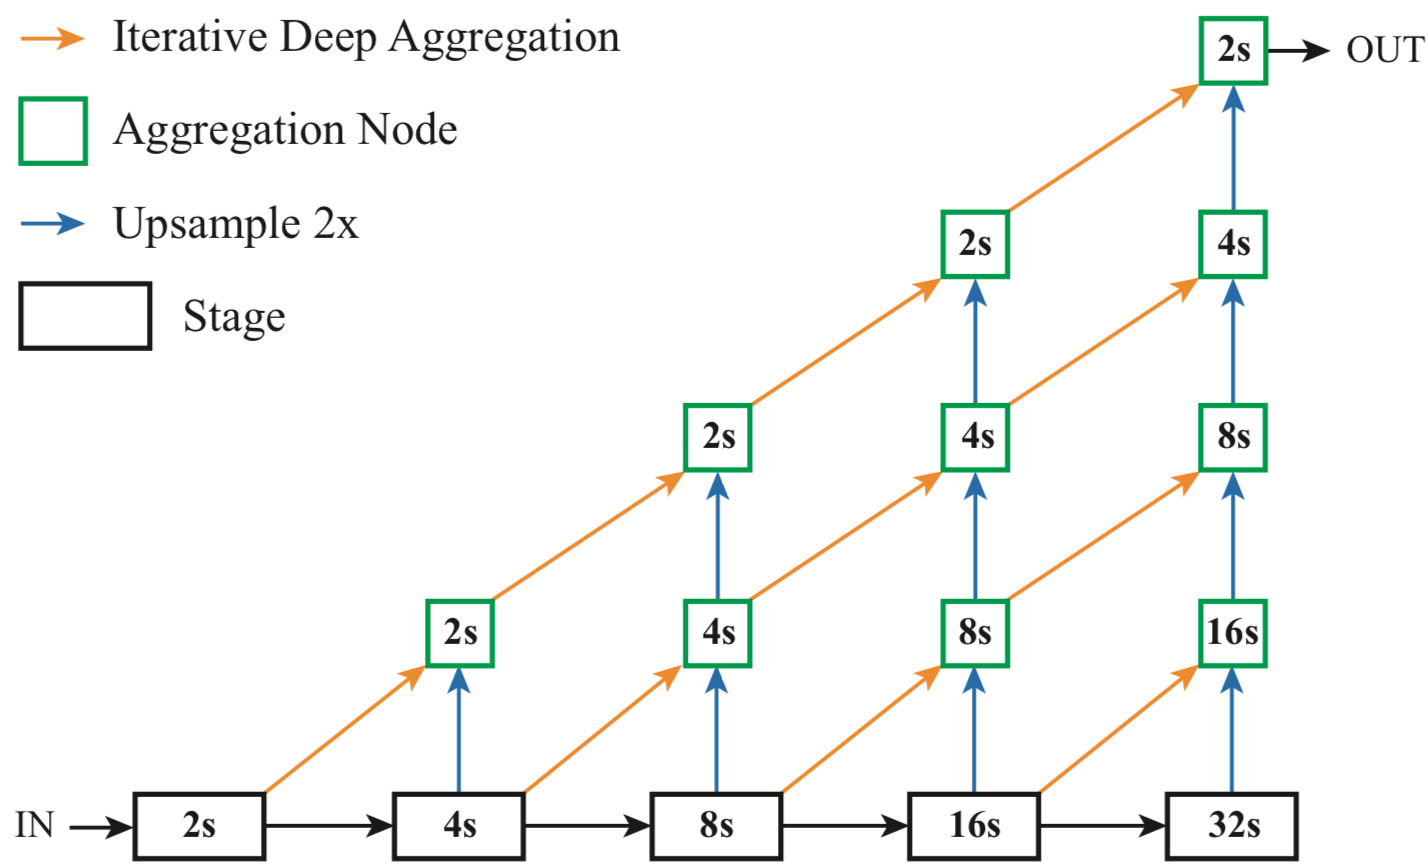 Iterative Deep Aggregation
2s
OUT
Aggregation Node
Upsample 2x
2s
4s
Stage
2s
4s
8s
2s
4s
8s
16s
IN
2s
4s
8s
16s
32s